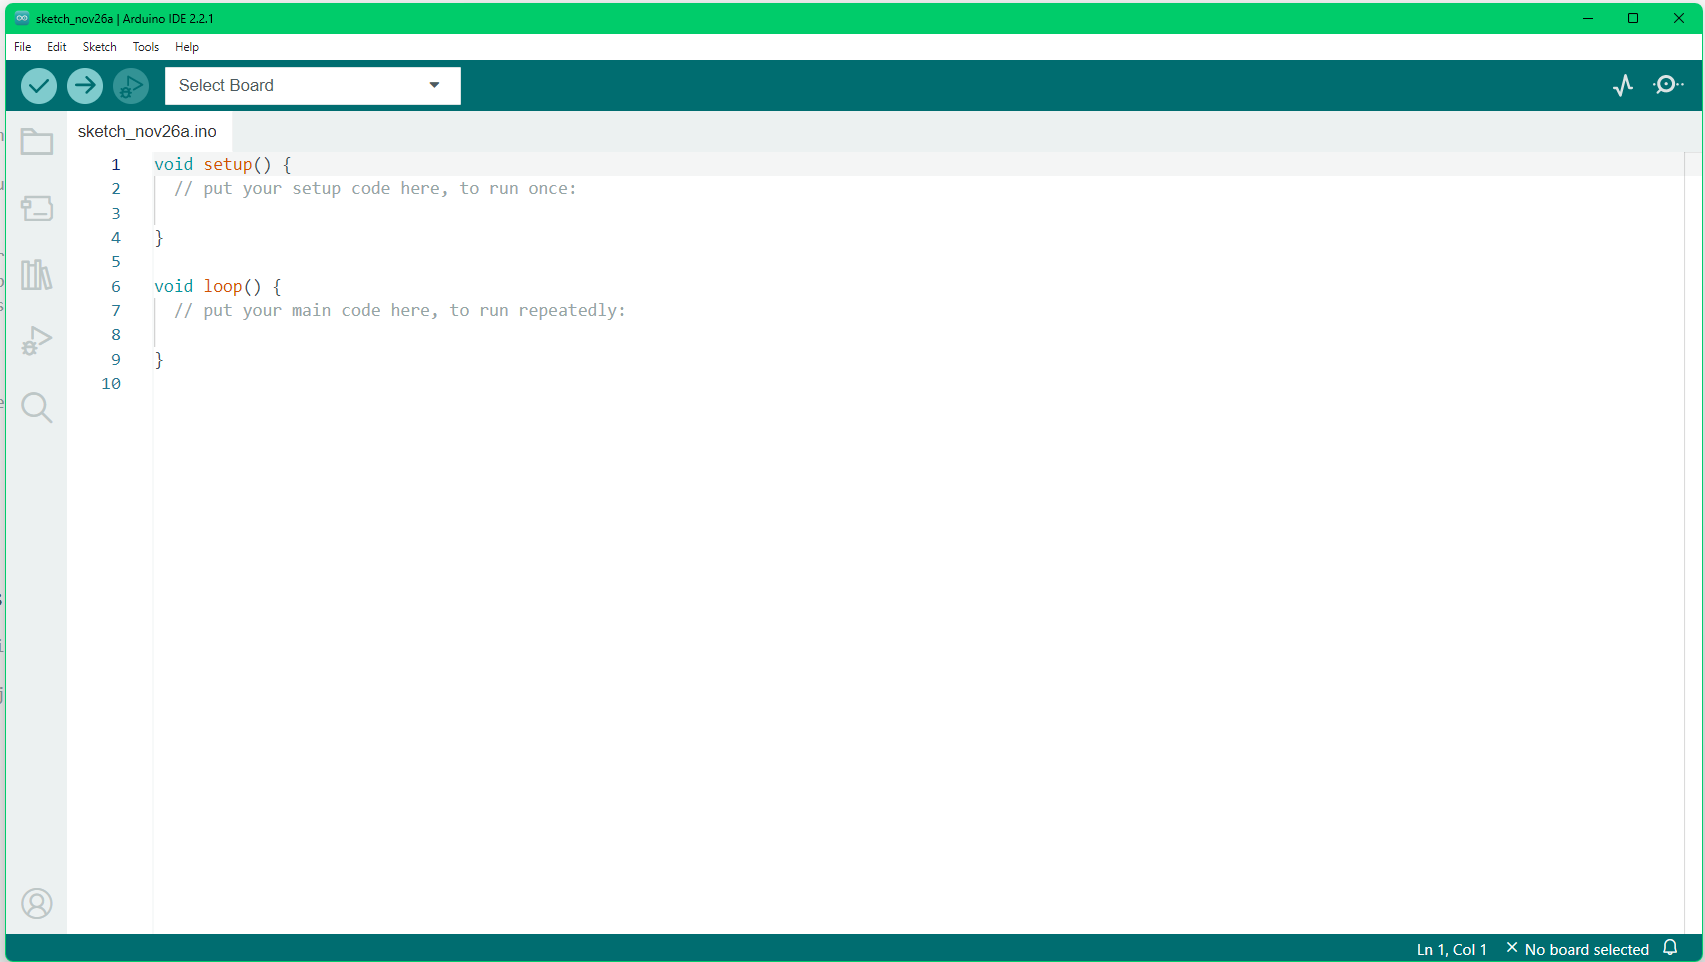 sketch_nov26a | Arduino IDE 2.2.1
File Edit Sketch Tools Help
Select Board
sketch_nov26a.ino
1 void setup() {
2 // put your setup code here, to run once:
3
4 }
5
6 void loop() {
7 // put your main code here, to run repeatedly:
8
9 }
10
Ln 1, Col 1 No board selected